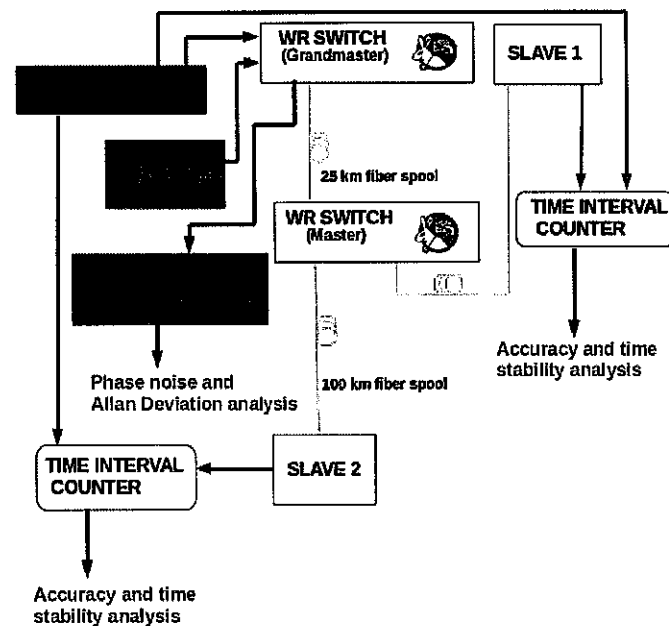 WR SWITCH
(Grandmaster)
SLAVE 1
25 km fiber spool
WR SWITCH
(Master)
TIME INTERVAL
COUNTER
Accuracy and time
stability analysis
Phase noise and
Allan Deviation analysis
100 km fiber spool
TIME INTERVAL
COUNTER
SLAVE 2
Accuracy and time
stability analysis